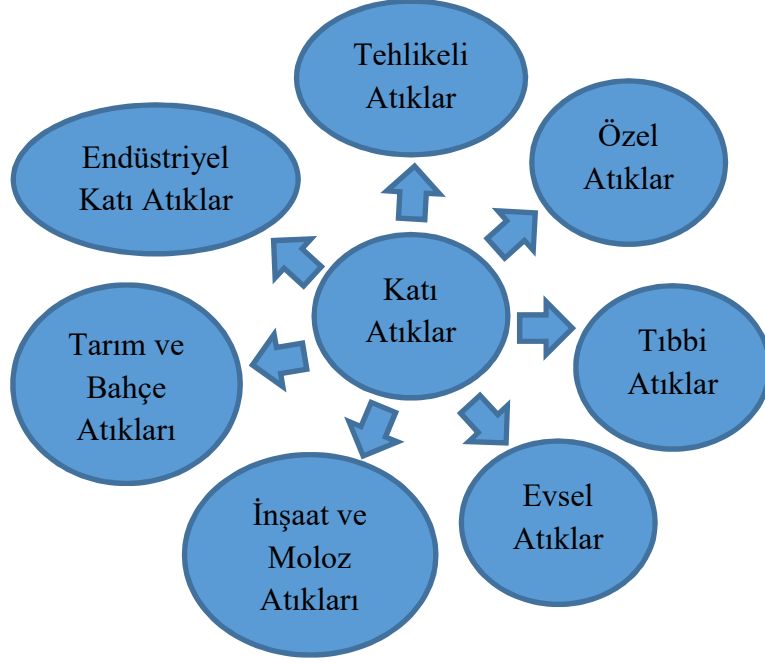 Tehlikeli
Atıklar
Özel
Atıklar
Endüstriyel
Katı Atıklar
Katı
Atıklar
Tıbbi
Atıklar
Tarım ve
Bahçe
Atıkları
Evsel
Atıklar
İnşaat ve
Moloz
Atıkları